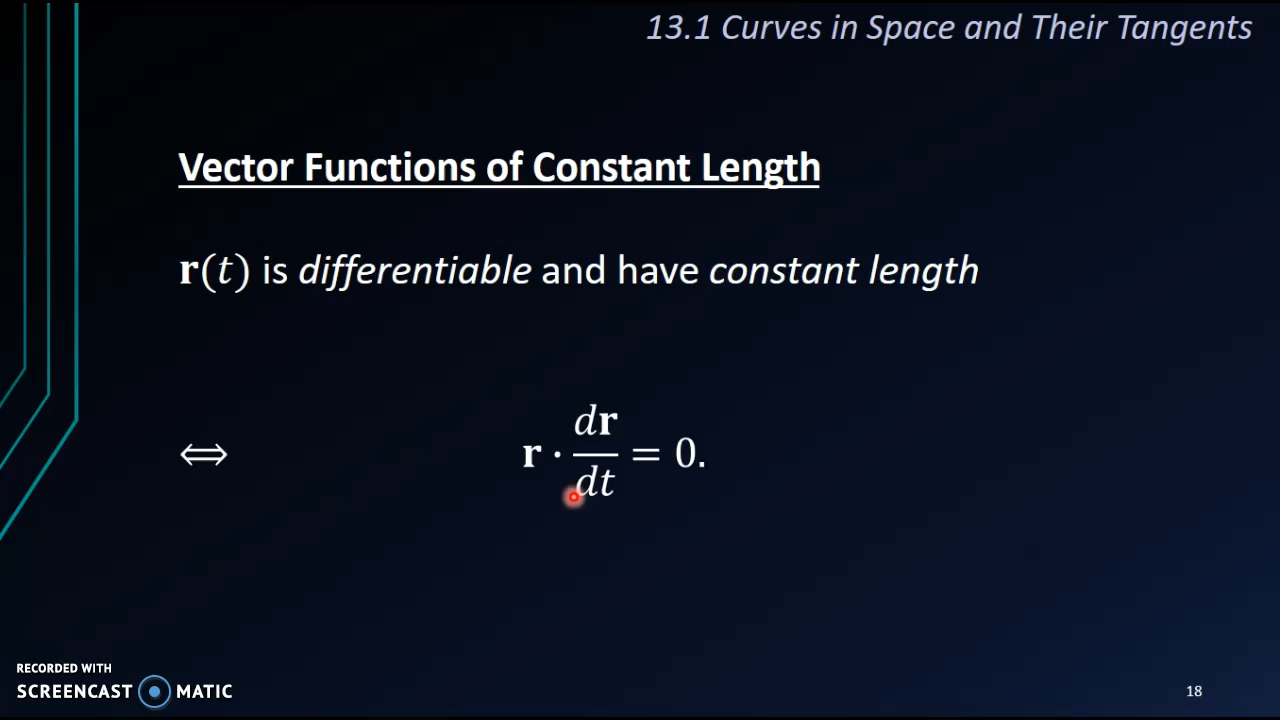 13.1 Curves in Space and Their Tangents
Vector Functions of Constant Length
𝐫(𝑡) is differentiable and have constant length
⇔ 𝐫 · d𝐫/dt = 0.
RECORDED WITH
SCREENCAST MATIC
18